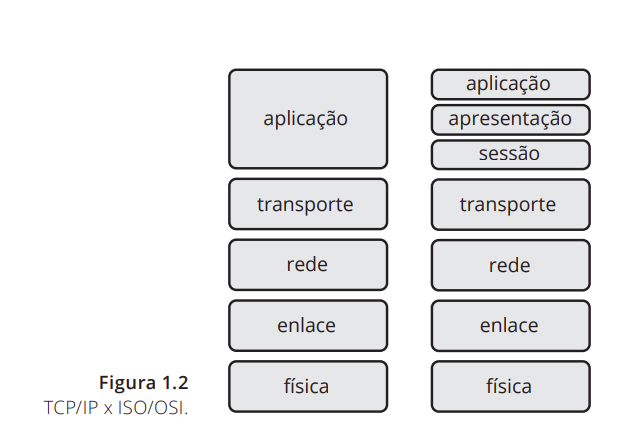 aplicação
transporte
rede
enlace
física
aplicação
apresentação
sessão
transporte
rede
enlace
física
Figura 1.2
TCP/IP x ISO/OSI.